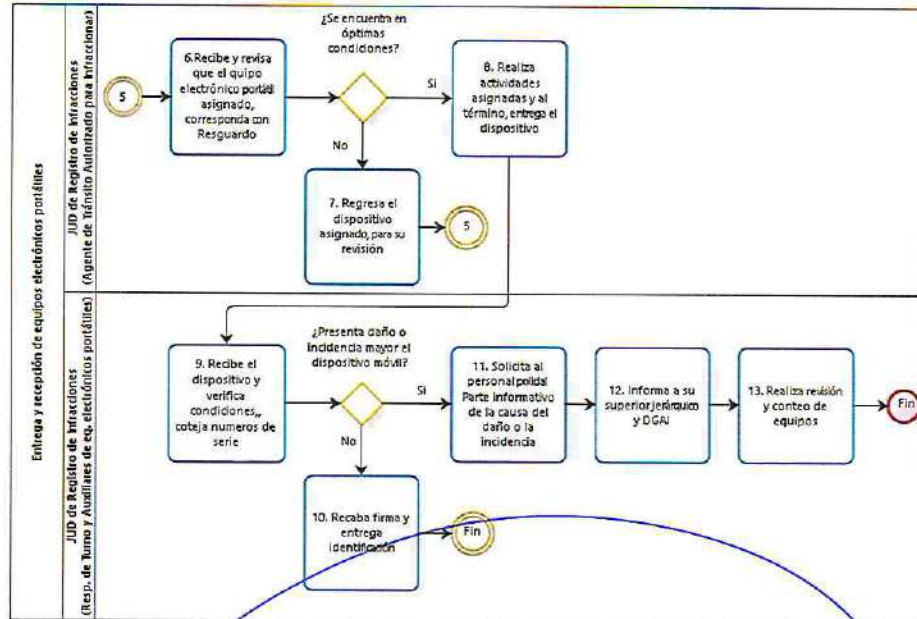 Entrega y recepción de equipos electrónicos portátiles
JUD de Registro de Infracciones
(Agente de Tránsito Autorizado para Infraccionar)
5
6.Recibe y revisa
que el quipo
electrónico portátil
asignado,
corresponda con
Resguardo
¿Se encuentra en
óptimas
condiciones?
Si
No
8. Realiza
actividades
asignadas y al
término, entrega el
dispositivo
7. Regresa el
dispositivo
asignado, para su
revisión
5
JUD de Registro de Infracciones
(Resp. de Turno y Auxiliares de eq. electrónicos portátiles)
9. Recibe el
dispositivo y
verifica
condiciones,,
coteja numeros de
serie
¿Presenta daño o
incidencia mayor el
dispositivo móvil?
Si
No
11. Solicita al
personal policial
Parte Informativo
de la causa del
daño o la
incidencia
12. Informa a su
superior jerárquico
y DGAJ
13. Realiza revisión
y conteo de
equipos
Fin
10. Recaba firma y
entrega
identificación
Fin